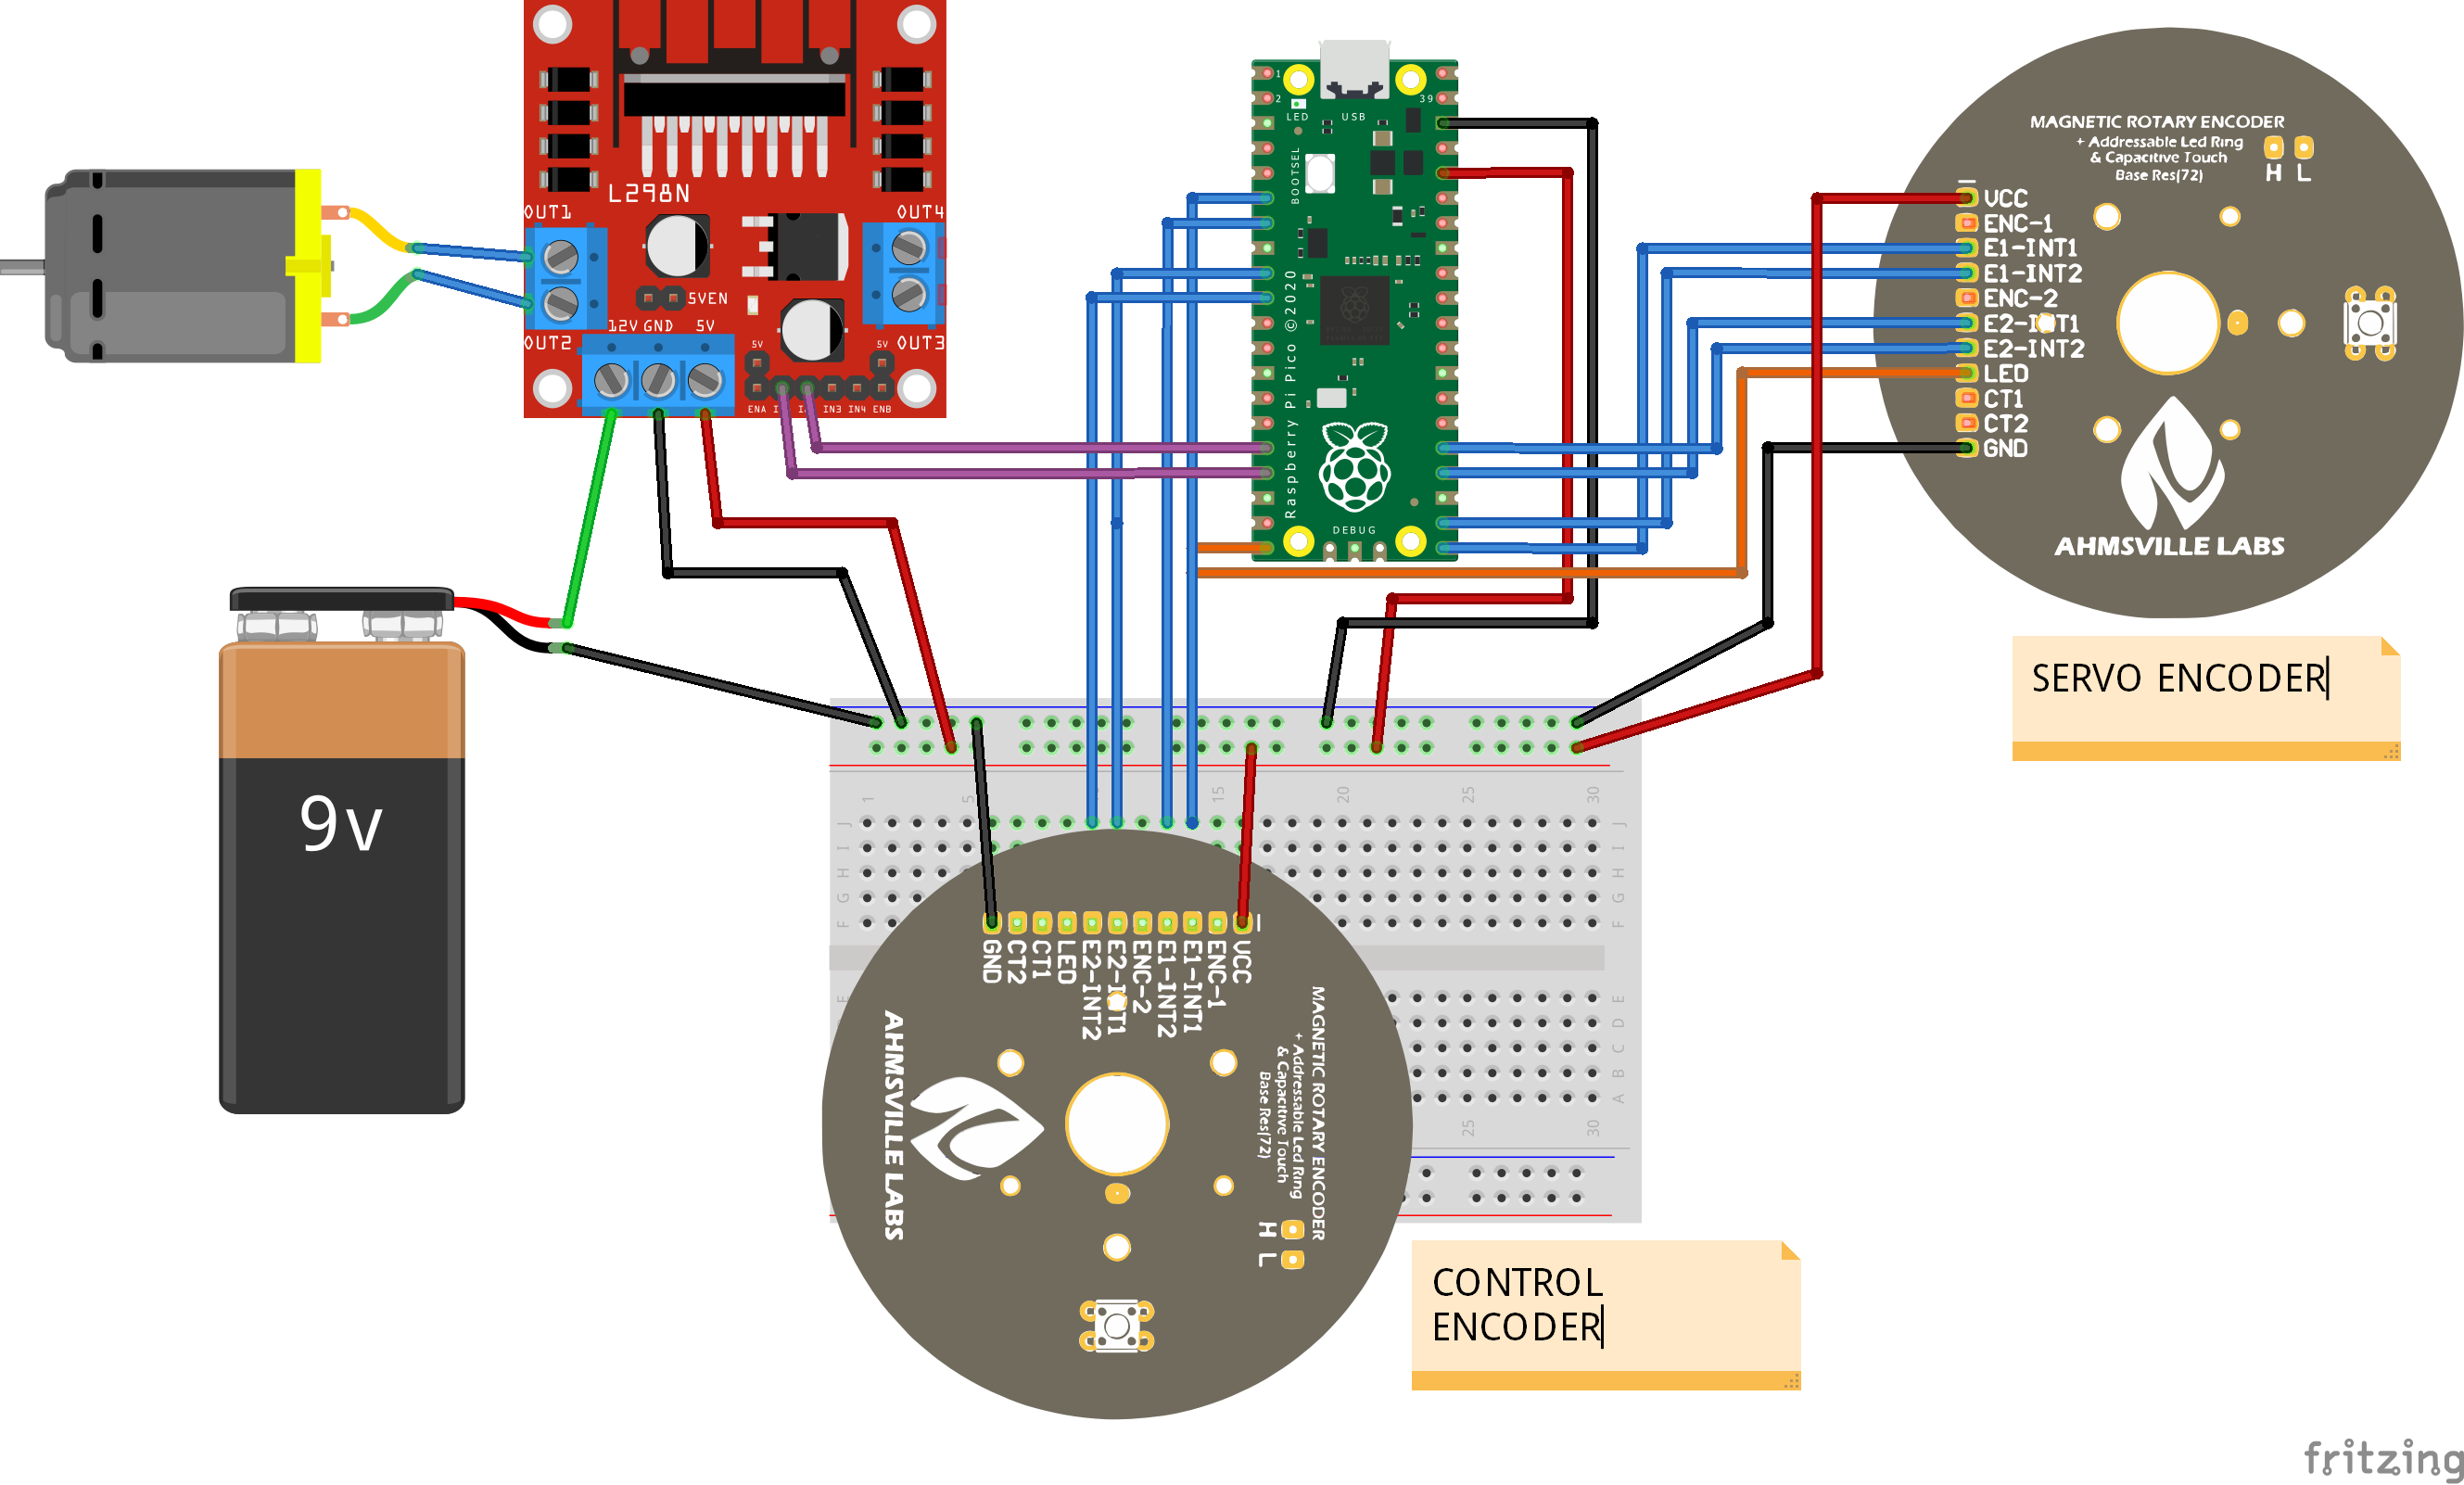 L298N
OUT1
OUT4
5VEN
12V GND 5V
OUT2
OUT3
5V
5V
ENA
IN3 IN4 ENB
1
2
39
LED USB
BOOTSEL
Raspberry Pi Pico ©2020
DEBUG
MAGNETIC ROTARY ENCODER
+ Addressable Led Ring
& Capacitive Touch
Base Res(72)
H L
VCC
ENC-1
E1-INT1
E1-INT2
ENC-2
E2-INT1
E2-INT2
LED
CT1
CT2
GND
AHMSVILLE LABS
SERVO ENCODER
9v
1 5 15 20 25 30
J J
I I
H H
G G
F F
GND CT2 CT1 LED E2-INT2 E2-INT1 ENC-2 E1-INT2 E1-INT1 ENC-1 VCC
E
D
C
B
A
25 30
MAGNETIC ROTARY ENCODER
+ Addressable Led Ring
& Capacitive Touch
Base Res(72)
H
L
AHMSVILLE LABS
CONTROL
ENCODER
fritzing